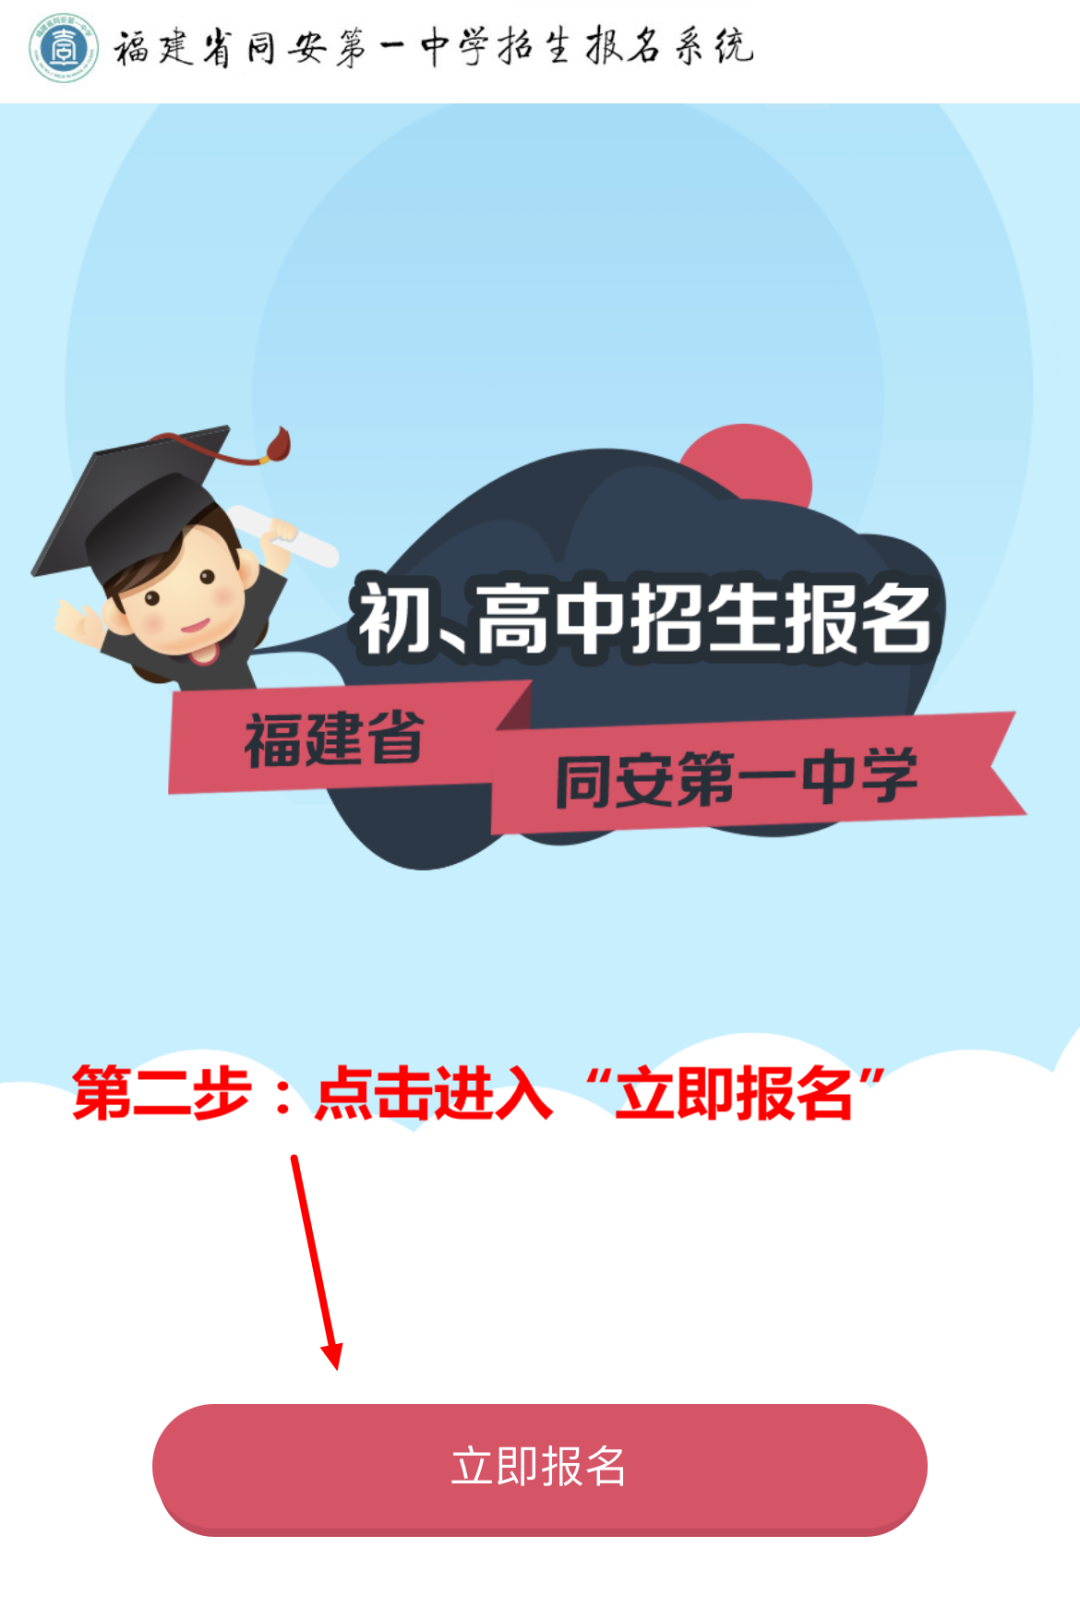 福建省同安第一中学招生报名系统
初、高中招生报名
福建省
同安第一中学
第二步：点击进入“立即报名”
立即报名